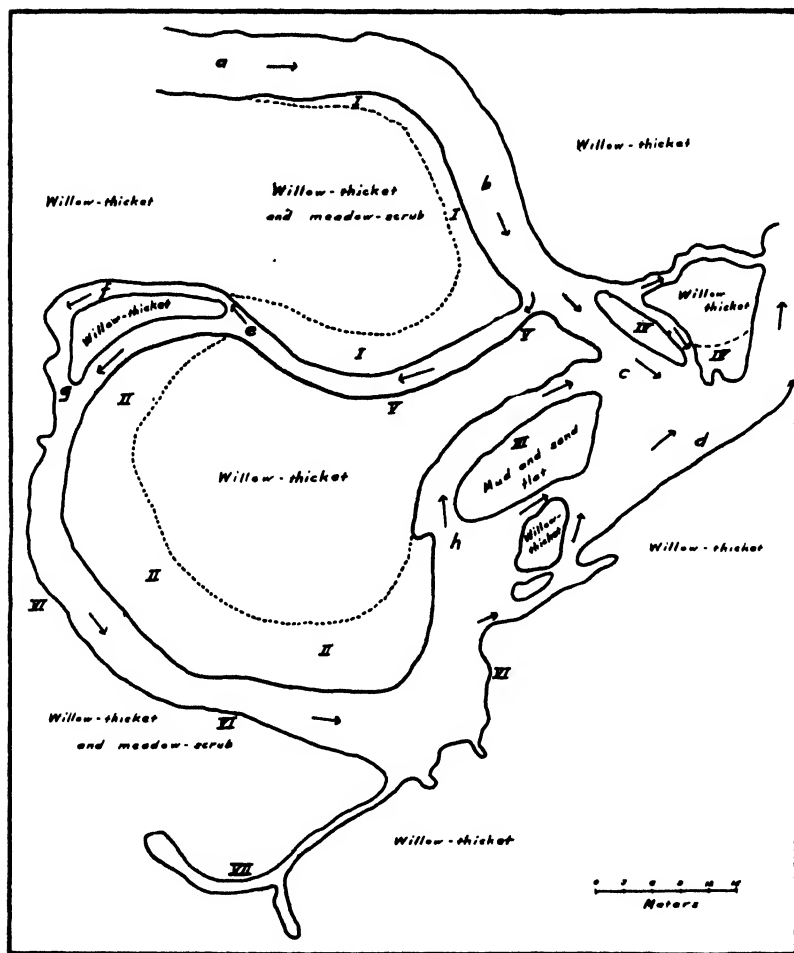 a
I
Willow-thicket
b
Willow-thicket
and meadow-scrub
Willow-thicket
I
f
Willow-thicket
Willow
thicket
e
IV
V
IV
I
c
g
II
V
III
d
Mud and sand
flat
Willow-thicket
h
Willow-
thicket
Willow-thicket
II
VI
II
VI
VI
Willow-thicket
and meadow-scrub
Willow-thicket
VII
Meters